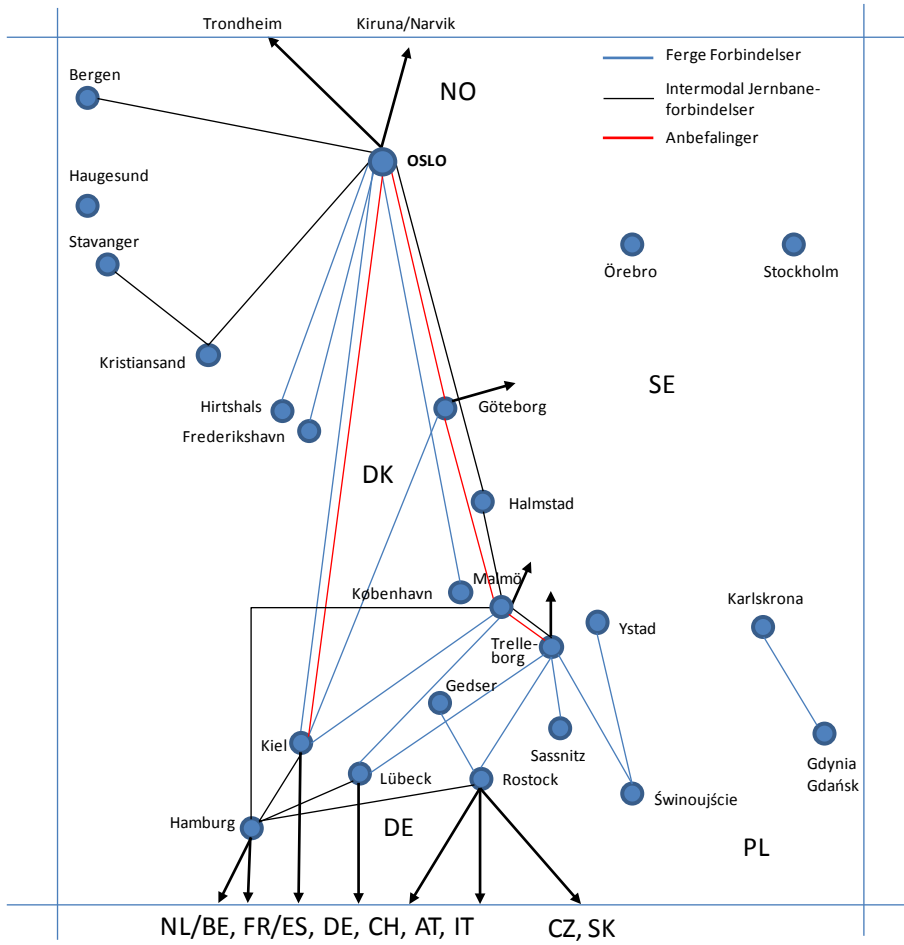 Trondheim
Kiruna/Narvik
Ferge Forbindelser
Bergen
NO
Intermodal Jernbane-
forbindelser
Anbefalinger
OSLO
Haugesund
Stavanger
Örebro
Stockholm
Kristiansand
SE
Hirtshals
Göteborg
Frederikshavn
DK
Halmstad
Malmö
København
Karlskrona
Ystad
Trelle-
borg
Gedser
Kiel
Sassnitz
Lübeck
Rostock
Gdynia
Gdańsk
Świnoujście
Hamburg
DE
PL
NL/BE, FR/ES, DE, CH, AT, IT
CZ, SK